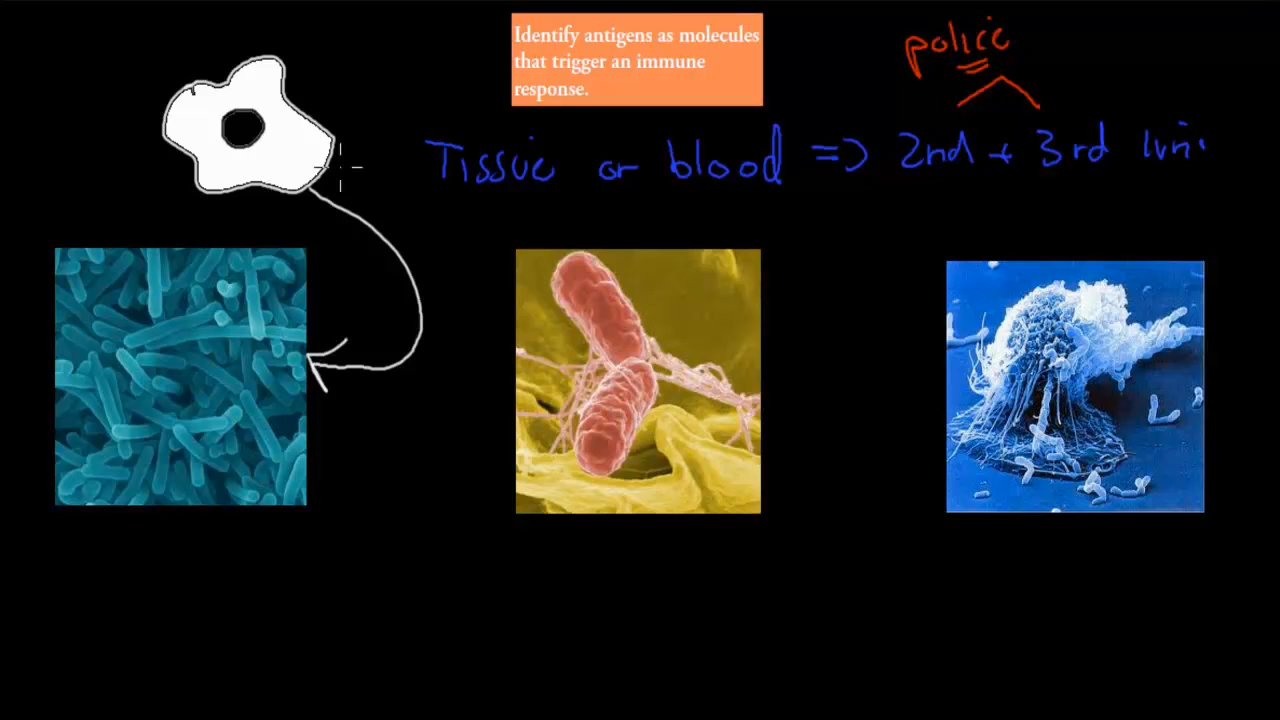 Identify antigens as molecules
that trigger an immune
response.
police
Tissue or blood => 2nd + 3rd